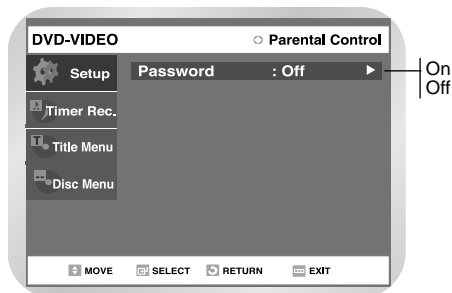 DVD-VIDEO Parental Control
Setup
Password : Off
On
Off
Timer Rec.
Title Menu
Disc Menu
MOVE SELECT RETURN EXIT